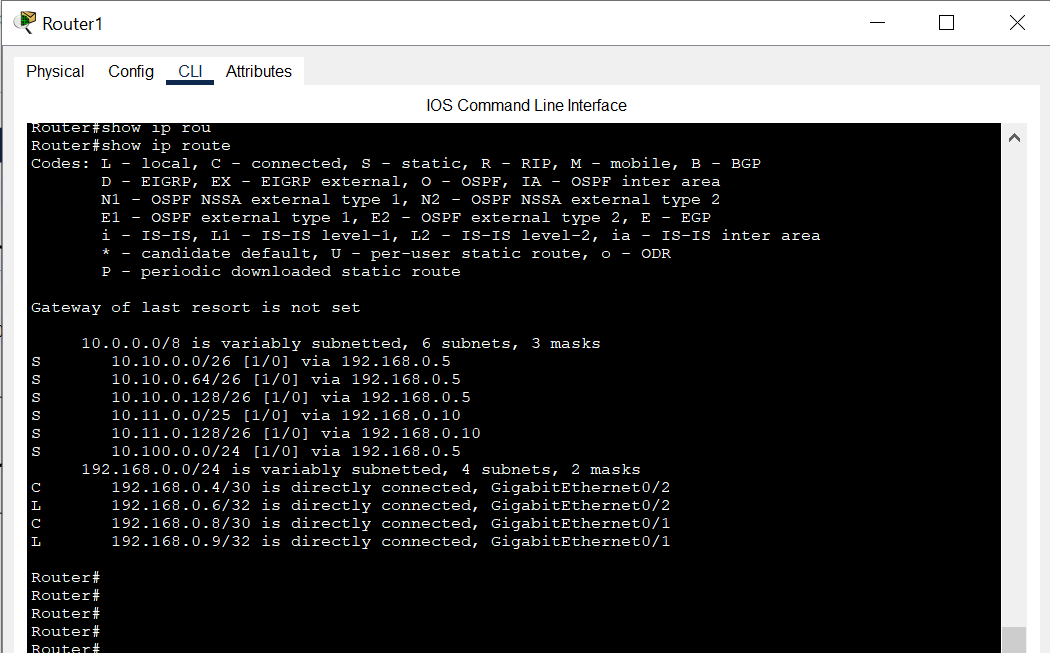 Router1
Physical Config CLI Attributes
IOS Command Line Interface
Router#show ip rou
Router#show ip route
Codes: L - local, C - connected, S - static, R - RIP, M - mobile, B - BGP
D - EIGRP, EX - EIGRP external, O - OSPF, IA - OSPF inter area
N1 - OSPF NSSA external type 1, N2 - OSPF NSSA external type 2
E1 - OSPF external type 1, E2 - OSPF external type 2, E - EGP
i - IS-IS, L1 - IS-IS level-1, L2 - IS-IS level-2, ia - IS-IS inter area
* - candidate default, U - per-user static route, o - ODR
P - periodic downloaded static route
Gateway of last resort is not set
10.0.0.0/8 is variably subnetted, 6 subnets, 3 masks
S 10.10.0.0/26 [1/0] via 192.168.0.5
S 10.10.0.64/26 [1/0] via 192.168.0.5
S 10.10.0.128/26 [1/0] via 192.168.0.5
S 10.11.0.0/25 [1/0] via 192.168.0.10
S 10.11.0.128/26 [1/0] via 192.168.0.10
S 10.100.0.0/24 [1/0] via 192.168.0.5
192.168.0.0/24 is variably subnetted, 4 subnets, 2 masks
C 192.168.0.4/30 is directly connected, GigabitEthernet0/2
L 192.168.0.6/32 is directly connected, GigabitEthernet0/2
C 192.168.0.8/30 is directly connected, GigabitEthernet0/1
L 192.168.0.9/32 is directly connected, GigabitEthernet0/1
Router#
Router#
Router#
Router#
Router#